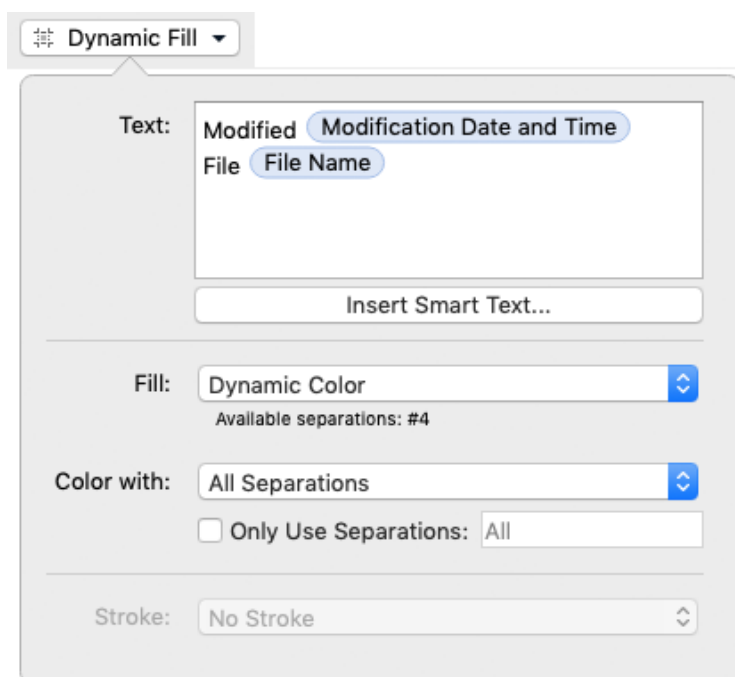 Dynamic Fill
Text:
Modified Modification Date and Time
File File Name
Insert Smart Text...
Fill: Dynamic Color
Available separations: #4
Color with: All Separations
Only Use Separations: All
Stroke: No Stroke